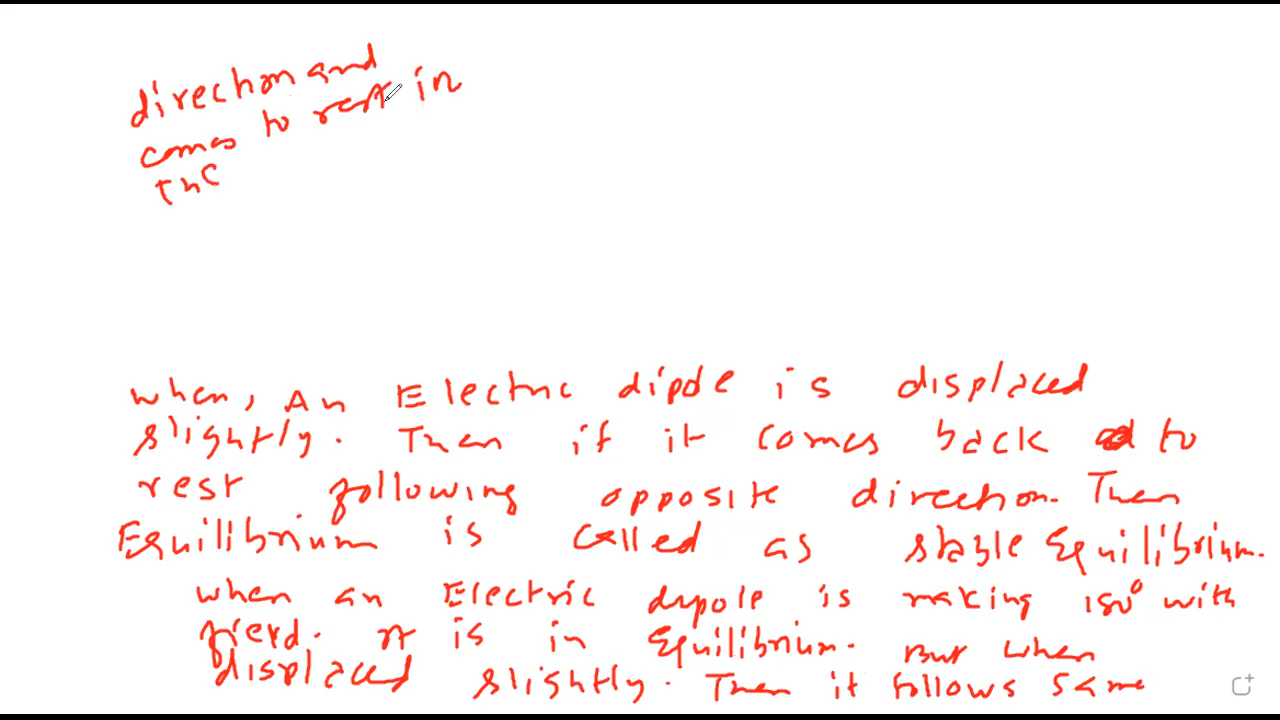 direction and
comes to rest in
the
when, An Electric dipole is displaced
slightly. Then if it comes back to
rest following opposite direction. Then
Equilibrium is called as stable Equilibrium.
when an Electric dipole is making 180° with
field. it is in Equilibrium. But when
displaced slightly. Then it follows same